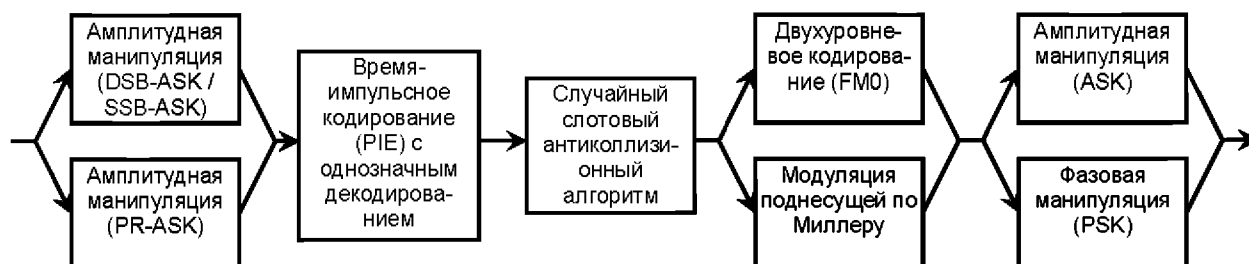 Амплитудная
манипуляция
(DSB-ASK /
SSB-ASK)
Амплитудная
манипуляция
(PR-ASK)
Время-
импульсное
кодирование
(PIE) с
однозначным
декодирова-
нием
Случайный
слотовый
антиколлизи-
онный
алгоритм
Двухуровне-
вое кодирова-
ние (FM0)
Модуляция
поднесущей по
Миллеру
Амплитудная
манипуляция
(ASK)
Фазовая
манипуляция
(PSK)